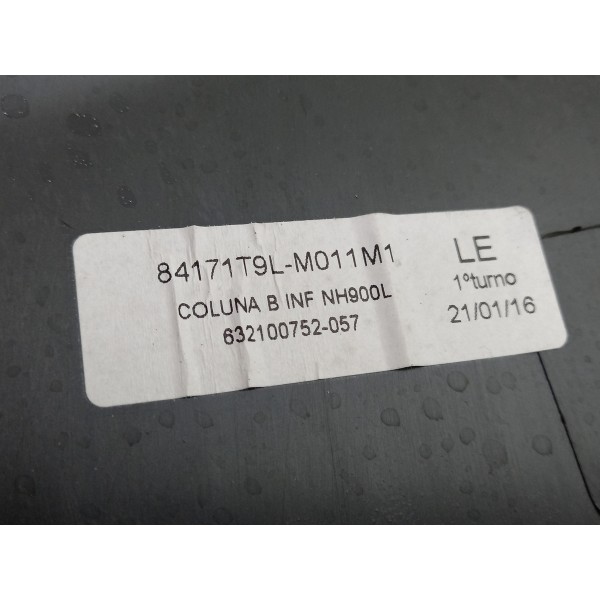 84171T9L-M011M1
COLUNA B INF NH900L
632100752-057
LE
1ºturno
21/01/16